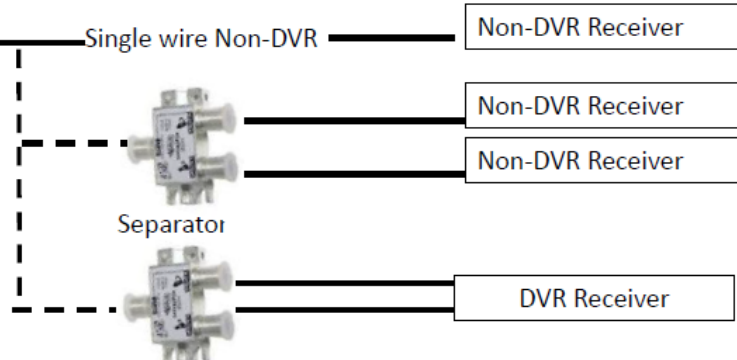 Single wire Non-DVR
Non-DVR Receiver
Non-DVR Receiver
Non-DVR Receiver
Separator
DVR Receiver